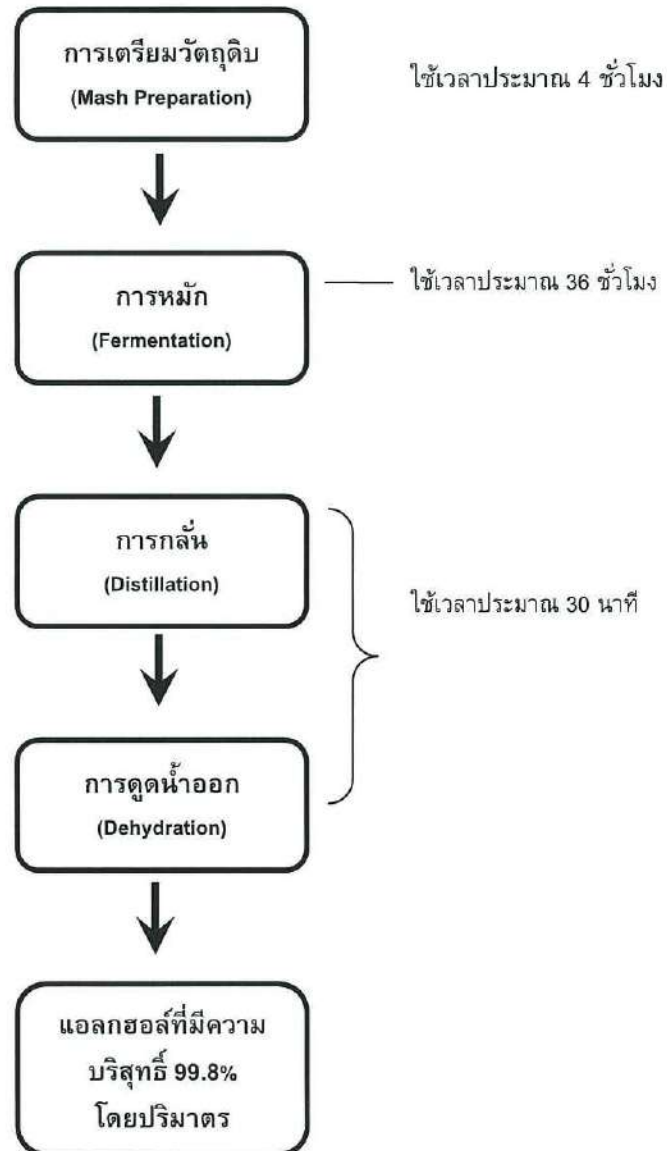 การเตรียมวัตถุดิบ
(Mash Preparation)
ใช้เวลาประมาณ 4 ชั่วโมง
การหมัก
(Fermentation)
ใช้เวลาประมาณ 36 ชั่วโมง
การกลั่น
(Distillation)
ใช้เวลาประมาณ 30 นาที
การดูดน้ำออก
(Dehydration)
แอลกฮอล์ที่มีความ
บริสุทธิ์ 99.8%
โดยปริมาตร